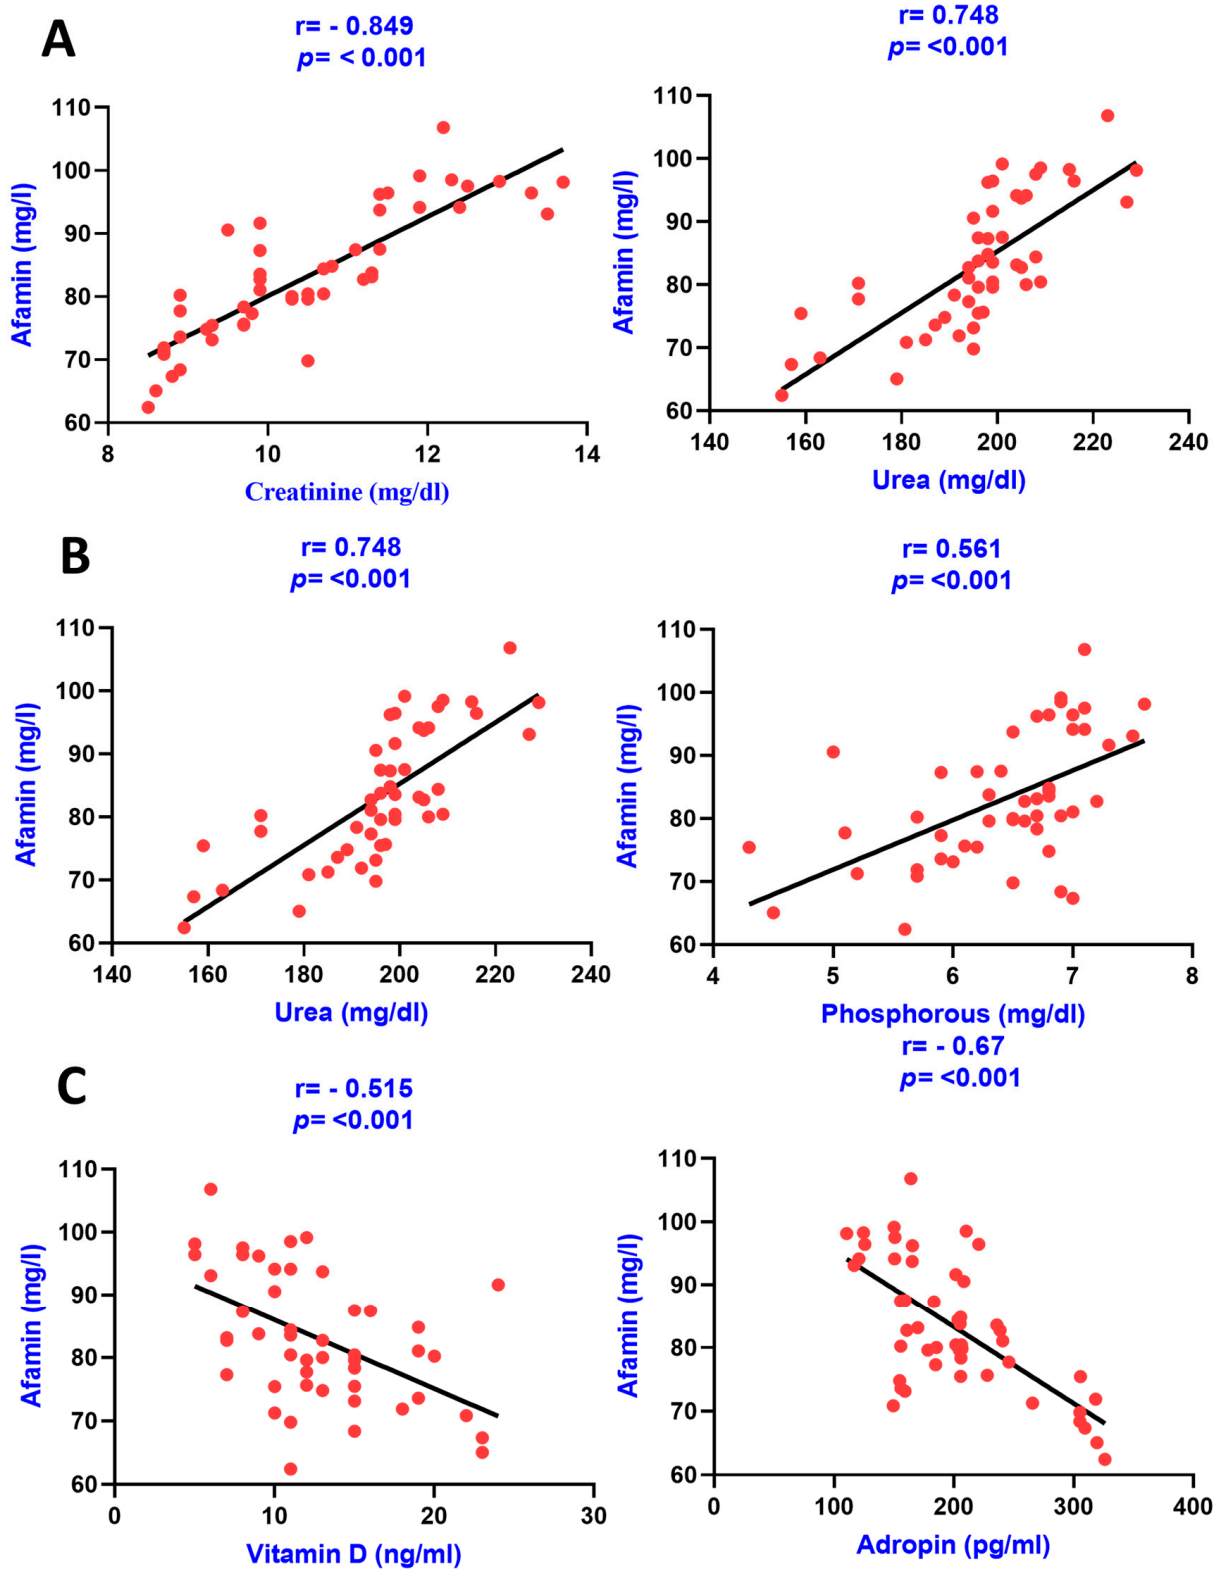 A
r= - 0.849
p= < 0.001
110
100
90
80
70
60
Afamin (mg/l)
8
10
12
14
Creatinine (mg/dl)
r= 0.748
p= <0.001
110
100
90
80
70
60
Afamin (mg/l)
140
160
180
200
220
240
Urea (mg/dl)
B
r= 0.748
p= <0.001
110
100
90
80
70
60
Afamin (mg/l)
140
160
180
200
220
240
Urea (mg/dl)
r= 0.561
p= <0.001
110
100
90
80
70
60
Afamin (mg/l)
4
5
6
7
8
Phosphorous (mg/dl)
C
r= - 0.515
p= <0.001
110
100
90
80
70
60
Afamin (mg/l)
0
10
20
30
Vitamin D (ng/ml)
r= - 0.67
p= <0.001
110
100
90
80
70
60
Afamin (mg/l)
0
100
200
300
400
Adropin (pg/ml)